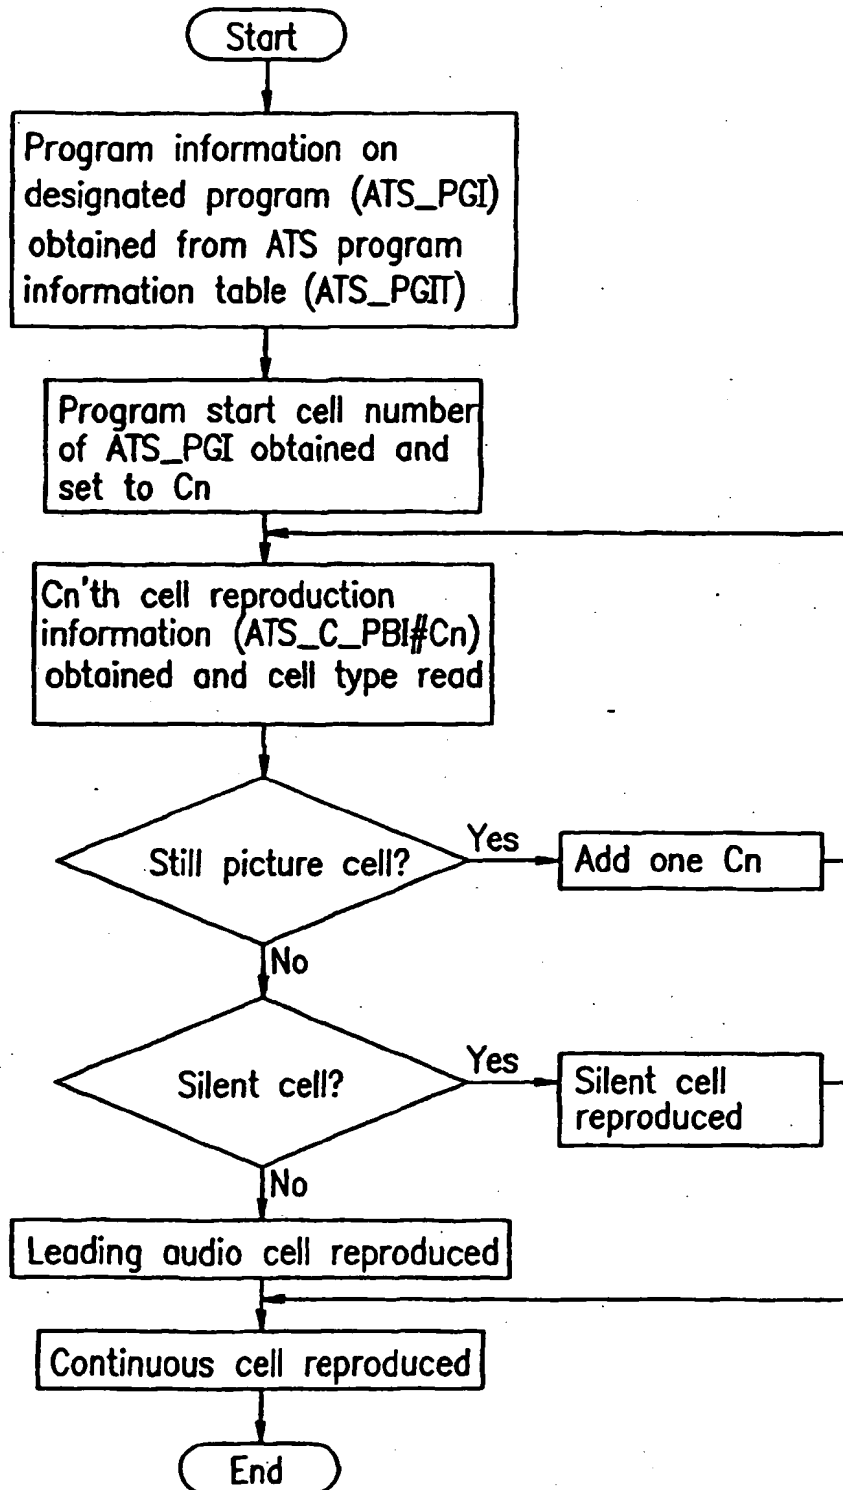 Start
Program information on
designated program (ATS_PGI)
obtained from ATS program
information table (ATS_PGIT)
Program start cell number
of ATS_PGI obtained and
set to Cn
Cn'th cell reproduction
information (ATS_C_PBI#Cn)
obtained and cell type read
Still picture cell?
Yes
Add one Cn
No
Silent cell?
Yes
Silent cell
reproduced
No
Leading audio cell reproduced
Continuous cell reproduced
End